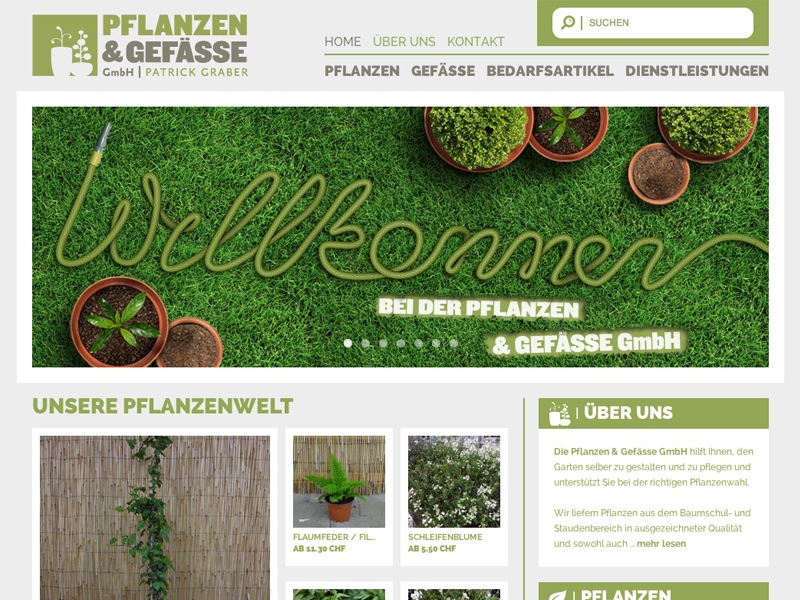 PFLANZEN
& GEFÄSSE
GmbH | PATRICK GRABER
SUCHEN
HOME ÜBER UNS KONTAKT
PFLANZEN GEFÄSSE BEDARFSARTIKEL DIENSTLEISTUNGEN
Willkommen
BEI DER PFLANZEN
& GEFÄSSE GmbH
UNSERE PFLANZENWELT
FLAUMFEDER / FIL...
AB 11.30 CHF
SCHLEIFENBLUME
AB 5.50 CHF
ÜBER UNS
Die Pflanzen & Gefässe GmbH hilft Ihnen, den
Garten selber zu gestalten und zu pflegen und
unterstützt Sie bei der richtigen Pflanzenwahl.
Wir liefern Pflanzen aus dem Baumschul- und
Staudenbereich in ausgezeichneter Qualität
und sowohl auch ... mehr lesen
PFLANZEN